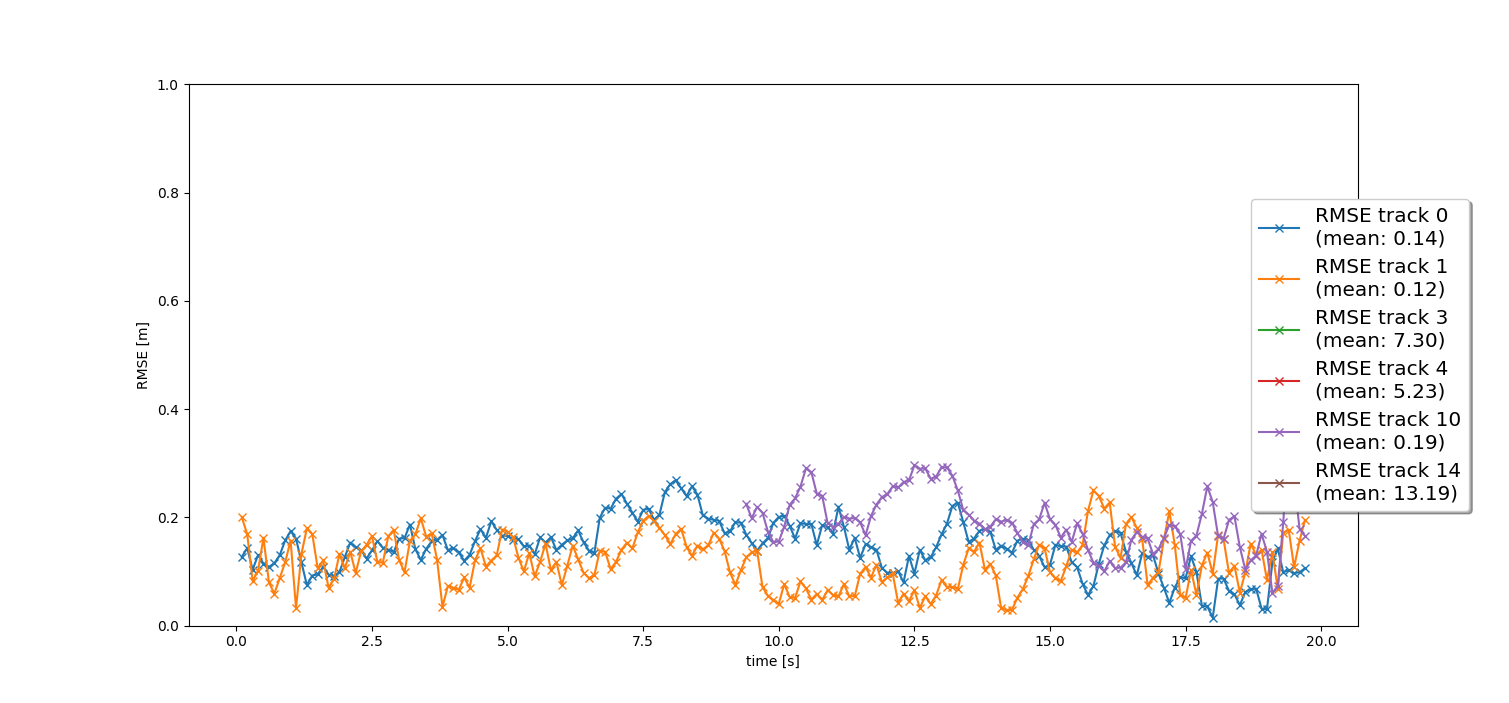 1.0
0.8
0.6
0.4
0.2
0.0
RMSE [m]
0.0 2.5 5.0 7.5 10.0 12.5 15.0 17.5 20.0
time [s]
RMSE track 0
(mean: 0.14)
RMSE track 1
(mean: 0.12)
RMSE track 3
(mean: 7.30)
RMSE track 4
(mean: 5.23)
RMSE track 10
(mean: 0.19)
RMSE track 14
(mean: 13.19)